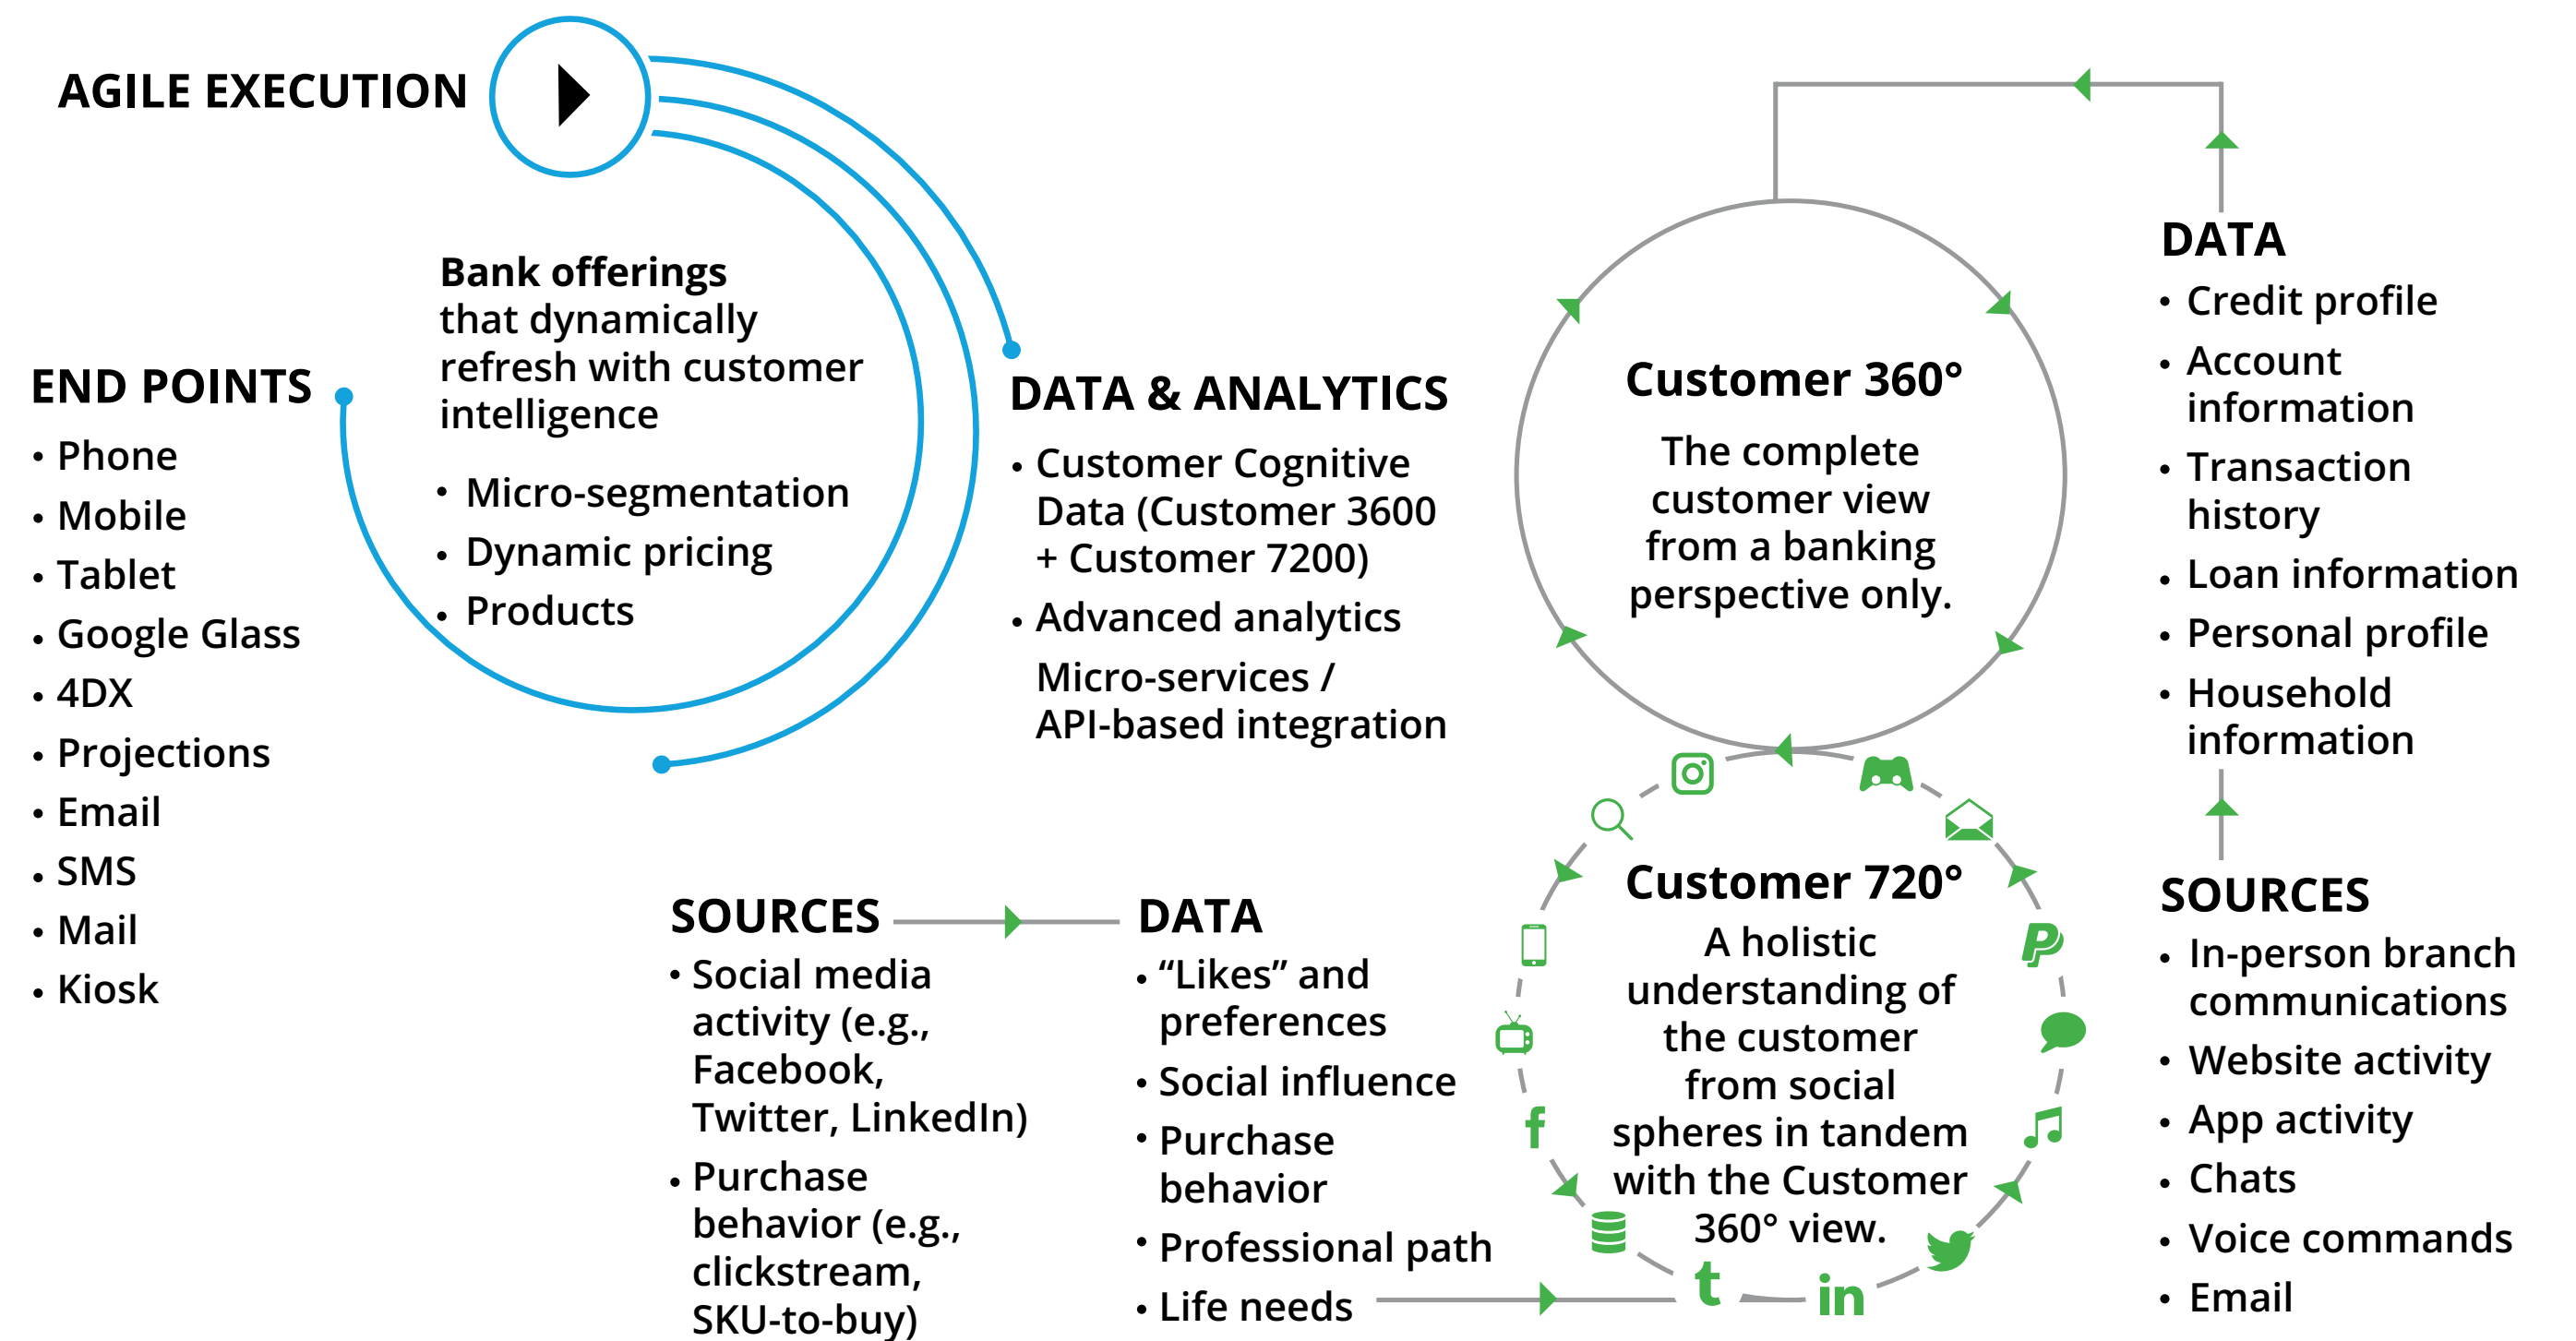 AGILE EXECUTION
Bank offerings
that dynamically
refresh with customer
intelligence
• Micro-segmentation
• Dynamic pricing
• Products
END POINTS
• Phone
• Mobile
• Tablet
• Google Glass
• 4DX
• Projections
• Email
• SMS
• Mail
• Kiosk
DATA & ANALYTICS
• Customer Cognitive
Data (Customer 3600
+ Customer 7200)
• Advanced analytics
Micro-services /
API-based integration
SOURCES
• Social media
activity (e.g.,
Facebook,
Twitter, LinkedIn)
• Purchase
behavior (e.g.,
clickstream,
SKU-to-buy)
DATA
• “Likes” and
preferences
• Social influence
• Purchase
behavior
• Professional path
• Life needs
Customer 360°
The complete
customer view
from a banking
perspective only.
Customer 720°
A holistic
understanding of
the customer
from social
spheres in tandem
with the Customer
360° view.
DATA
• Credit profile
• Account
information
• Transaction
history
• Loan information
• Personal profile
• Household
information
SOURCES
• In-person branch
communications
• Website activity
• App activity
• Chats
• Voice commands
• Email